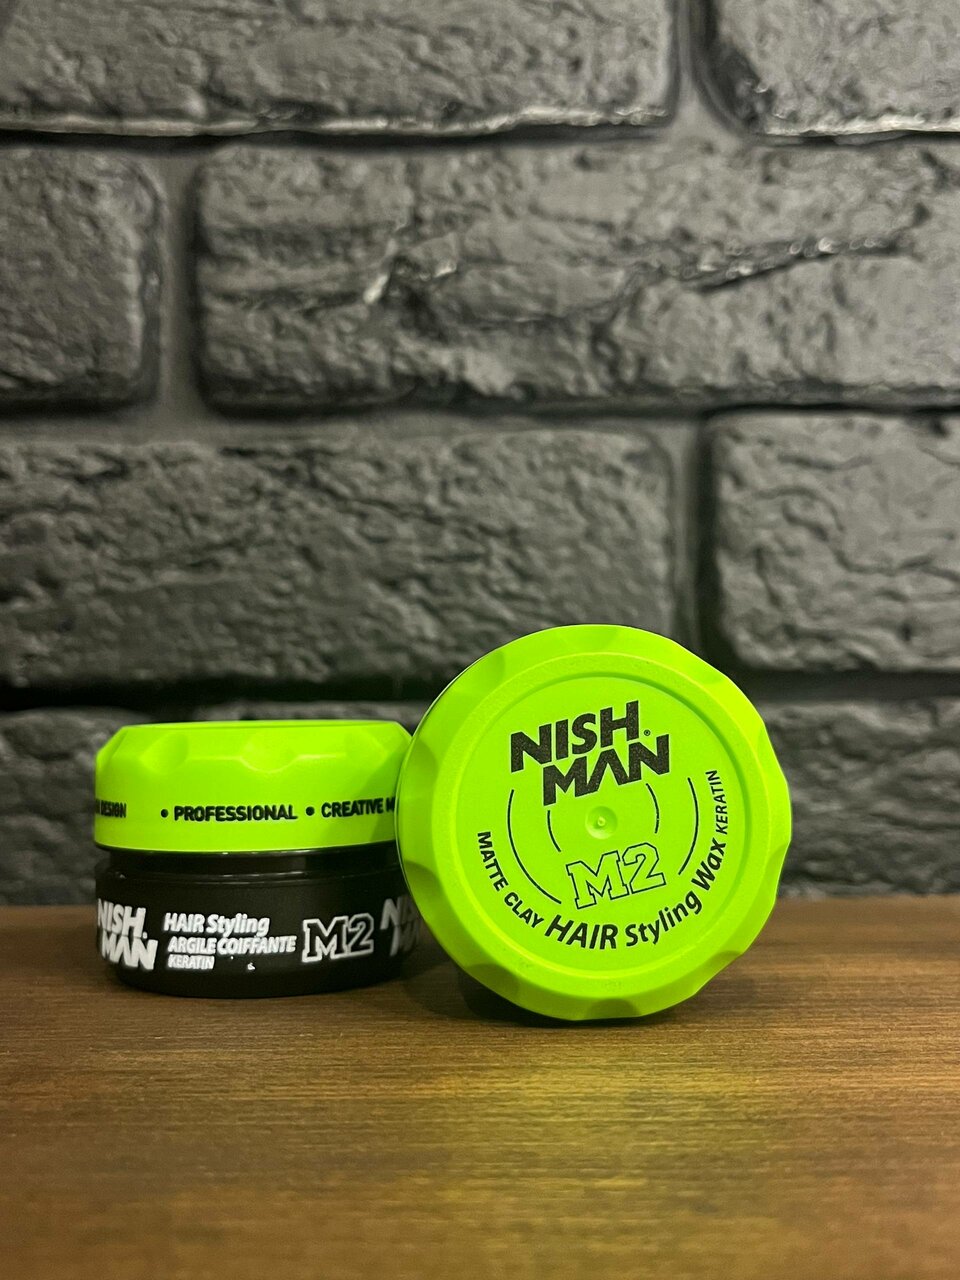 DESIGN • PROFESSIONAL • CREATIVE
NISH.
MAN
HAIR Styling
ARGILE COIFFANTE
KERATIN
M2
NISH.
MAN®
M2
MATTE CLAY HAIR Styling Wax KERATIN